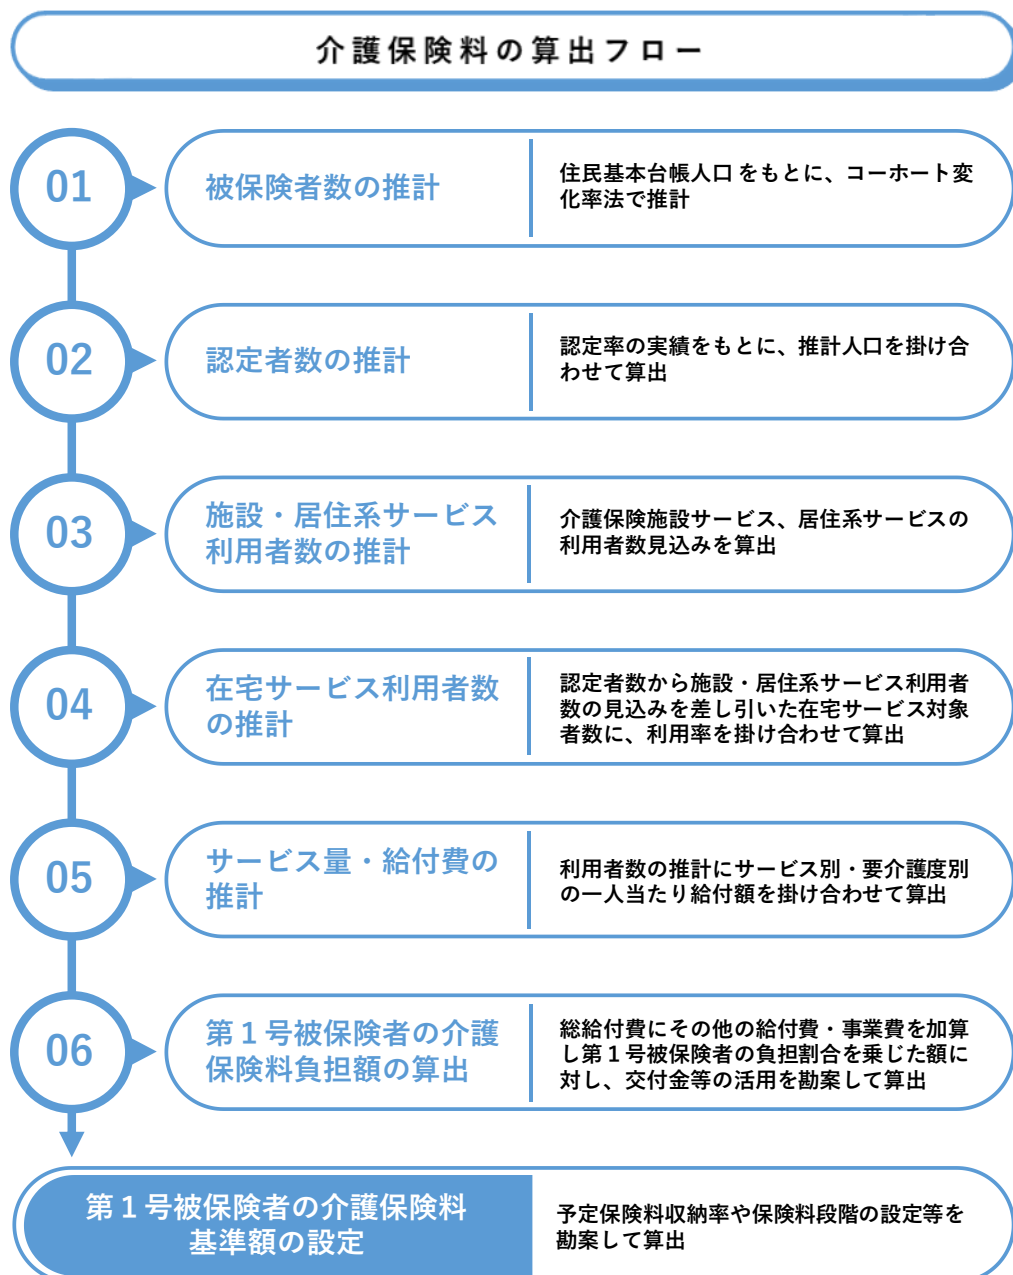 介護保険料の算出フロー
01
被保険者数の推計
住民基本台帳人口 をもとに、コーホート変
化率法で推計
02
認定者数の推計
認定率の実績をもとに、推計人口を掛け合
わせて算出
03
施設・居住系サービス
利用者数の推計
介護保険施設サービス、居住系サービスの
利用者数見込みを算出
04
在宅サービス利用者数
の推計
認定者数から施設・居住系サービス利用者
数の見込みを差し引いた在宅サービス対象
者数に、利用率を掛け合わせて算出
05
サービス量・給付費の
推計
利用者数の推計にサービス別・要介護度別
の一人当たり給付額を掛け合わせて算出
06
第１号被保険者の介護
保険料負担額の算出
総給付費にその他の給付費・事業費を加算
し第１号被保険者の負担割合を乗じた額に
対し、交付金等の活用を勘案して算出
第１号被保険者の介護保険料
基準額の設定
予定保険料収納率や保険料段階の設定等を
勘案して算出